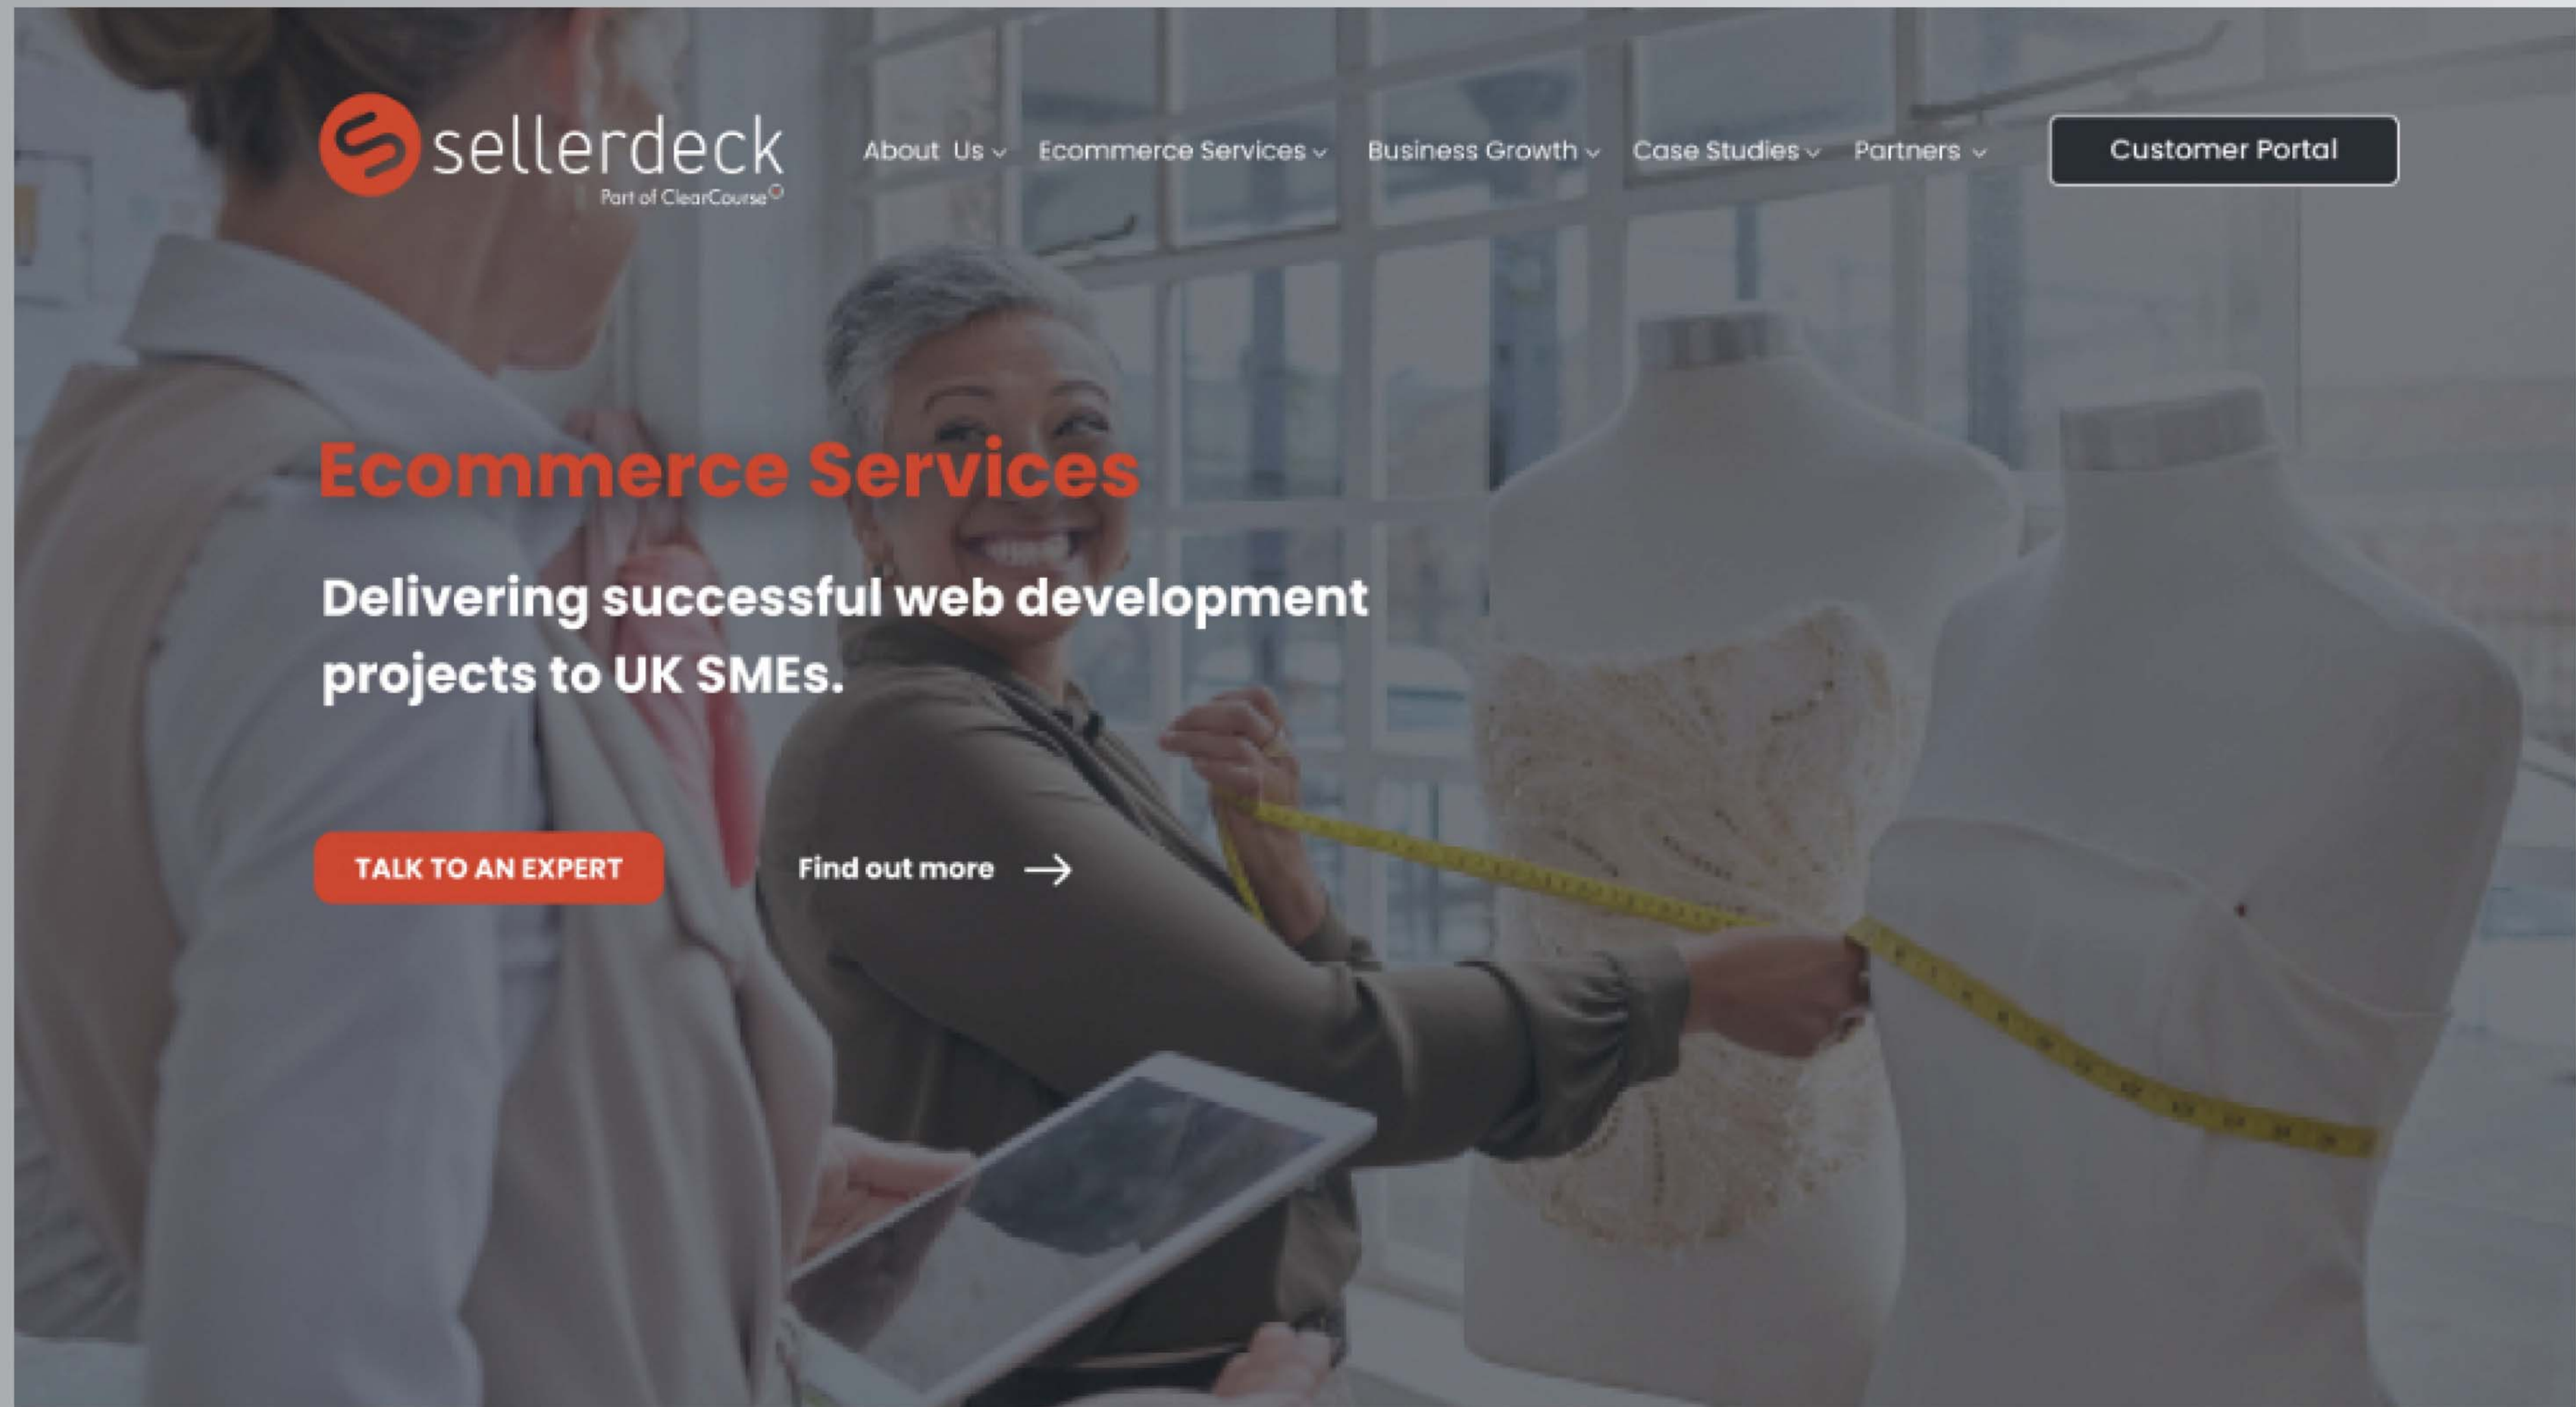 sellerdeck
Part of ClearCourse
About Us
Ecommerce Services
Business Growth
Case Studies
Partners
Customer Portal
Ecommerce Services
Delivering successful web development
projects to UK SMEs.
TALK TO AN EXPERT
Find out more